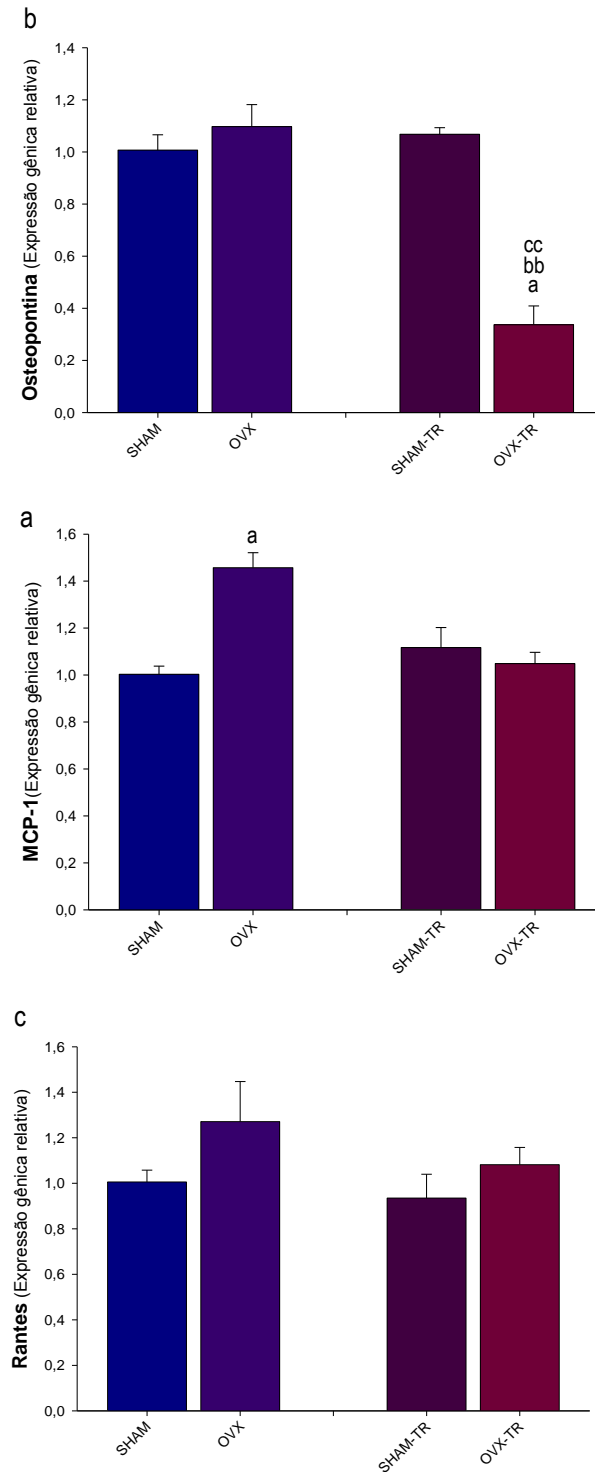 b
1,4
1,2
1,0
0,8
0,6
0,4
0,2
0,0
Osteopontina (Expressão gênica relativa)
cc
bb
a
SHAM
OVX
SHAM-TR
OVX-TR
a
1,6
1,4
1,2
1,0
0,8
0,6
0,4
0,2
0,0
MCP-1(Expressão gênica relativa)
a
SHAM
OVX
SHAM-TR
OVX-TR
c
1,6
1,4
1,2
1,0
0,8
0,6
0,4
0,2
0,0
Rantes (Expressão gênica relativa)
SHAM
OVX
SHAM-TR
OVX-TR